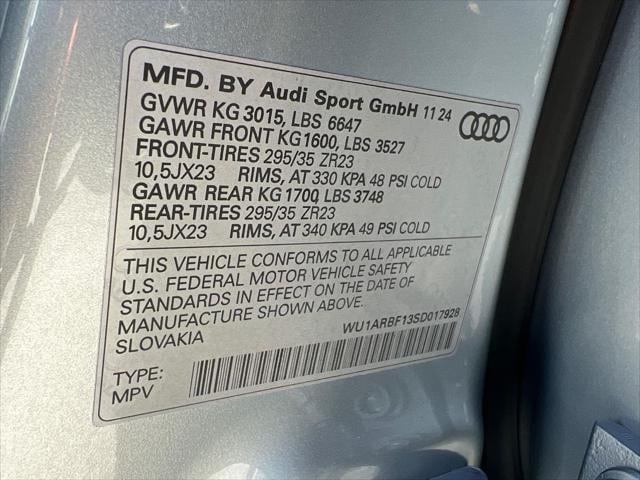 MFD. BY Audi Sport GmbH 11 24
GVWR KG 3015, LBS 6647
GAWR FRONT KG1600, LBS 3527
FRONT-TIRES 295/35 ZR23
10,5JX23 RIMS, AT 330 KPA 48 PSI COLD
GAWR REAR KG 1700, LBS 3748
REAR-TIRES 295/35 ZR23
10,5JX23 RIMS, AT 340 KPA 49 PSI COLD
THIS VEHICLE CONFORMS TO ALL APPLICABLE
U.S. FEDERAL MOTOR VEHICLE SAFETY
STANDARDS IN EFFECT ON THE DATE OF
MANUFACTURE SHOWN ABOVE.
SLOVAKIA
WU1ARBF13SD017928
TYPE:
MPV